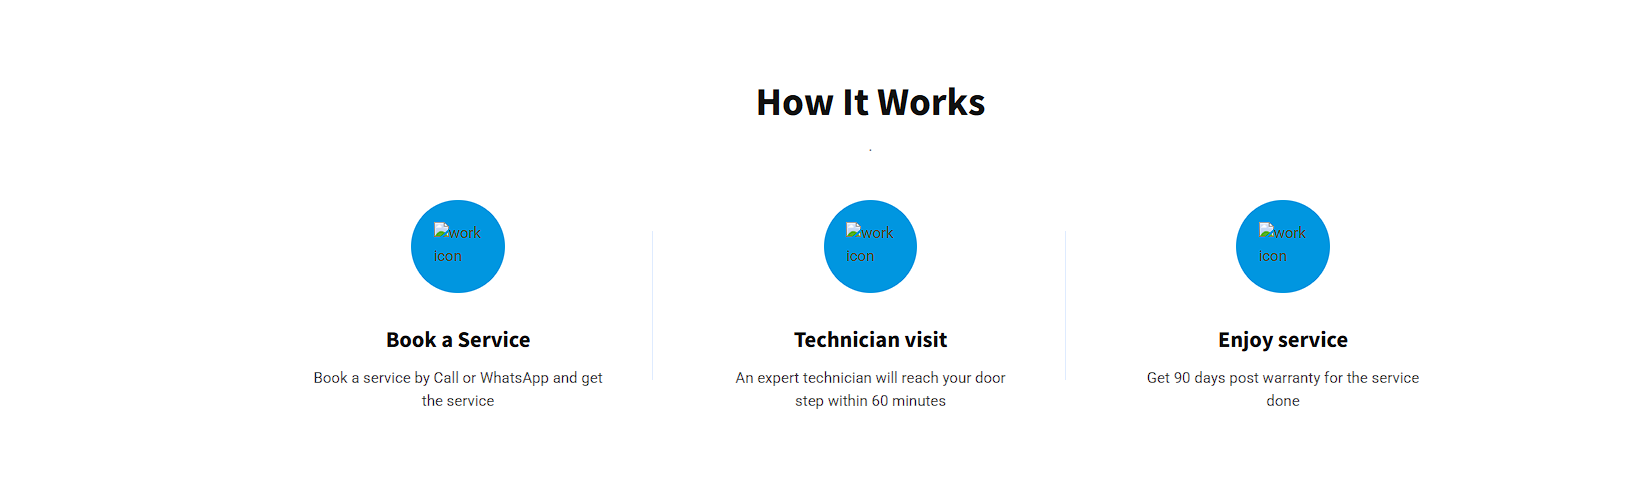 How It Works
.
work
icon
work
icon
work
icon
Book a Service
Technician visit
Enjoy service
Book a service by Call or WhatsApp and get
the service
An expert technician will reach your door
step within 60 minutes
Get 90 days post warranty for the service
done